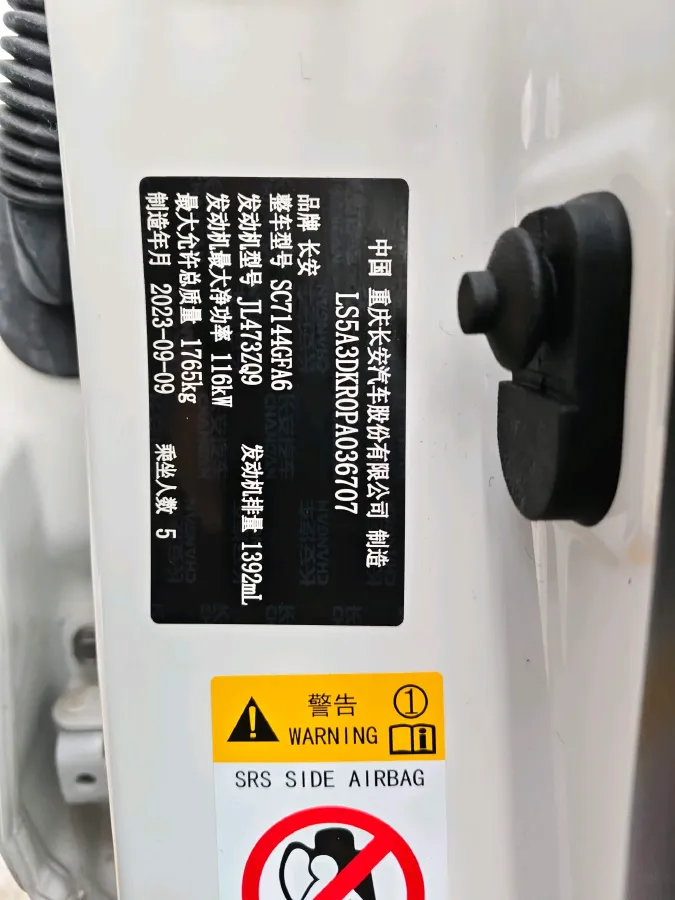 中国 重庆长安汽车股份有限公司 制造
LS5A3DKR0PA036707
品牌 长安
整车型号 SC7144GFA6
发动机型号 JL473ZQ9 发动机排量 1392mL
发动机最大净功率 116kW
最大允许总质量 1765kg
制造年月 2023-09-09 乘坐人数 5
警告 1
WARNING i
SRS SIDE AIRBAG